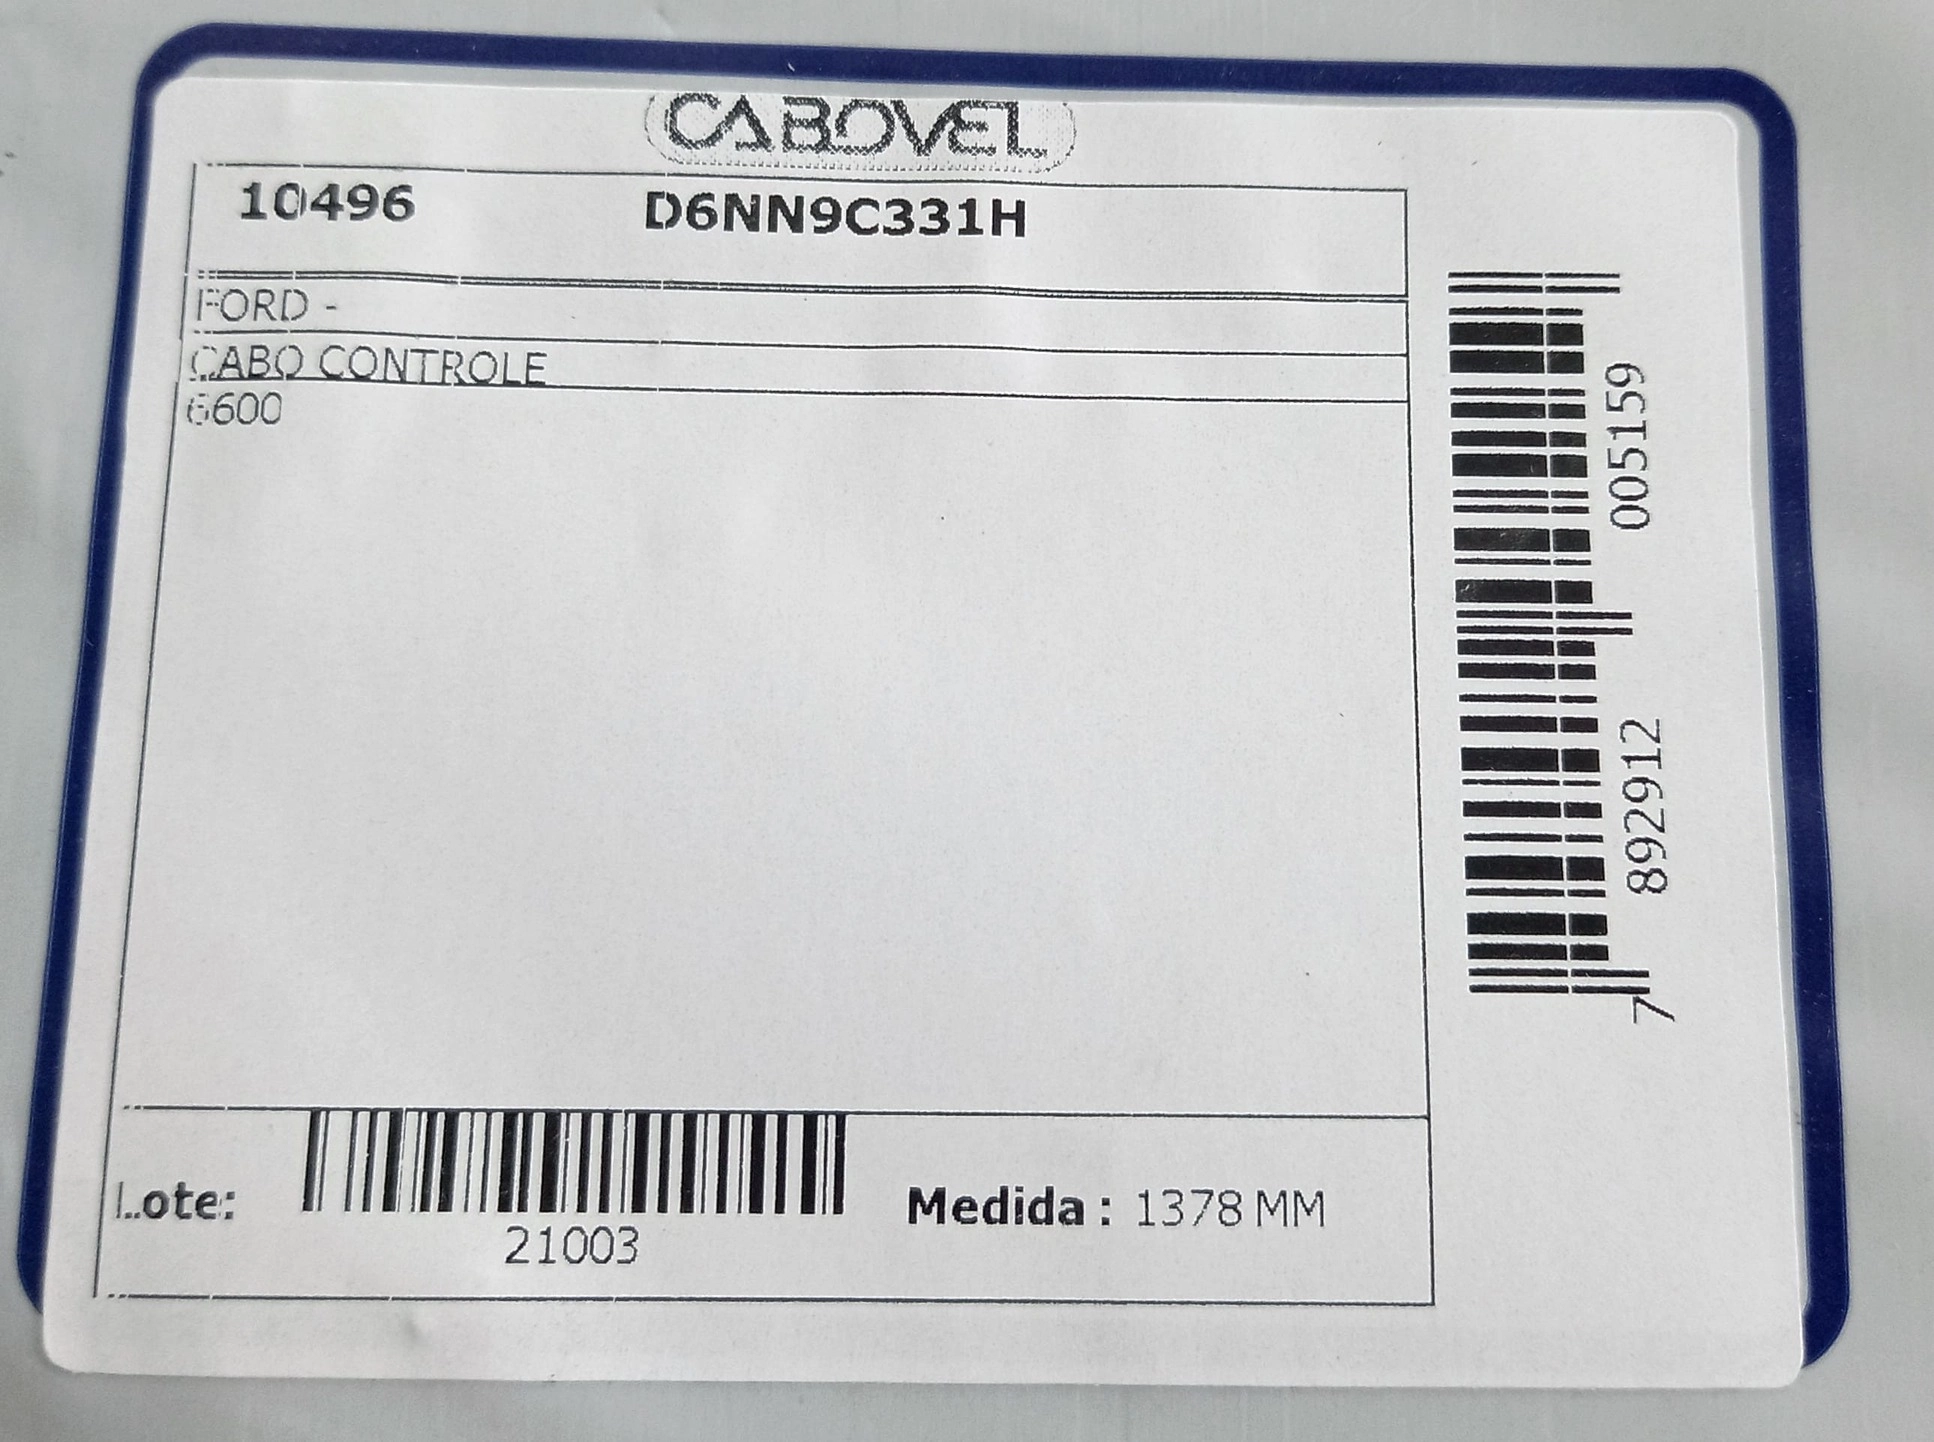 CABOVEL
10496 D6NN9C331H
FORD -
CABO CONTROLE
6600
7 892912 005159
Lote:
21003
Medida : 1378 MM